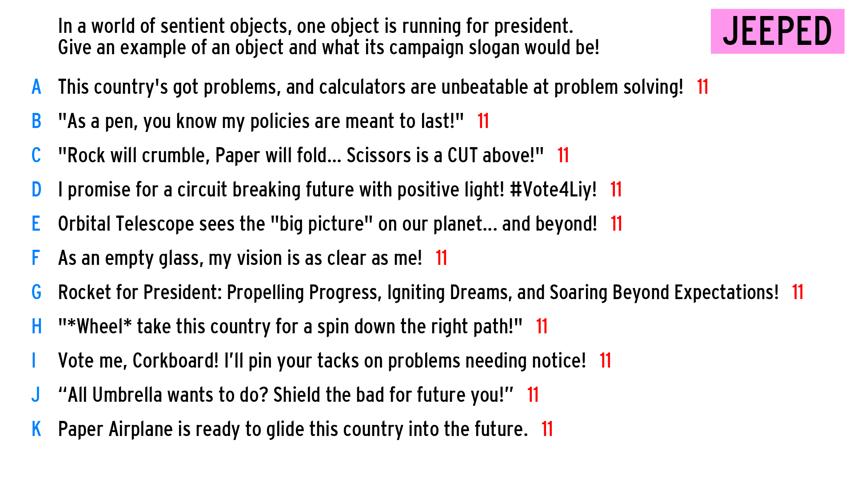 In a world of sentient objects, one object is running for president.
Give an example of an object and what its campaign slogan would be!
JEEPED
A This country's got problems, and calculators are unbeatable at problem solving! 11
B "As a pen, you know my policies are meant to last!" 11
C "Rock will crumble, Paper will fold... Scissors is a CUT above!" 11
D I promise for a circuit breaking future with positive light! #Vote4Liy! 11
E Orbital Telescope sees the "big picture" on our planet... and beyond! 11
F As an empty glass, my vision is as clear as me! 11
G Rocket for President: Propelling Progress, Igniting Dreams, and Soaring Beyond Expectations! 11
H "*Wheel* take this country for a spin down the right path!" 11
I Vote me, Corkboard! I’ll pin your tacks on problems needing notice! 11
J “All Umbrella wants to do? Shield the bad for future you!” 11
K Paper Airplane is ready to glide this country into the future. 11